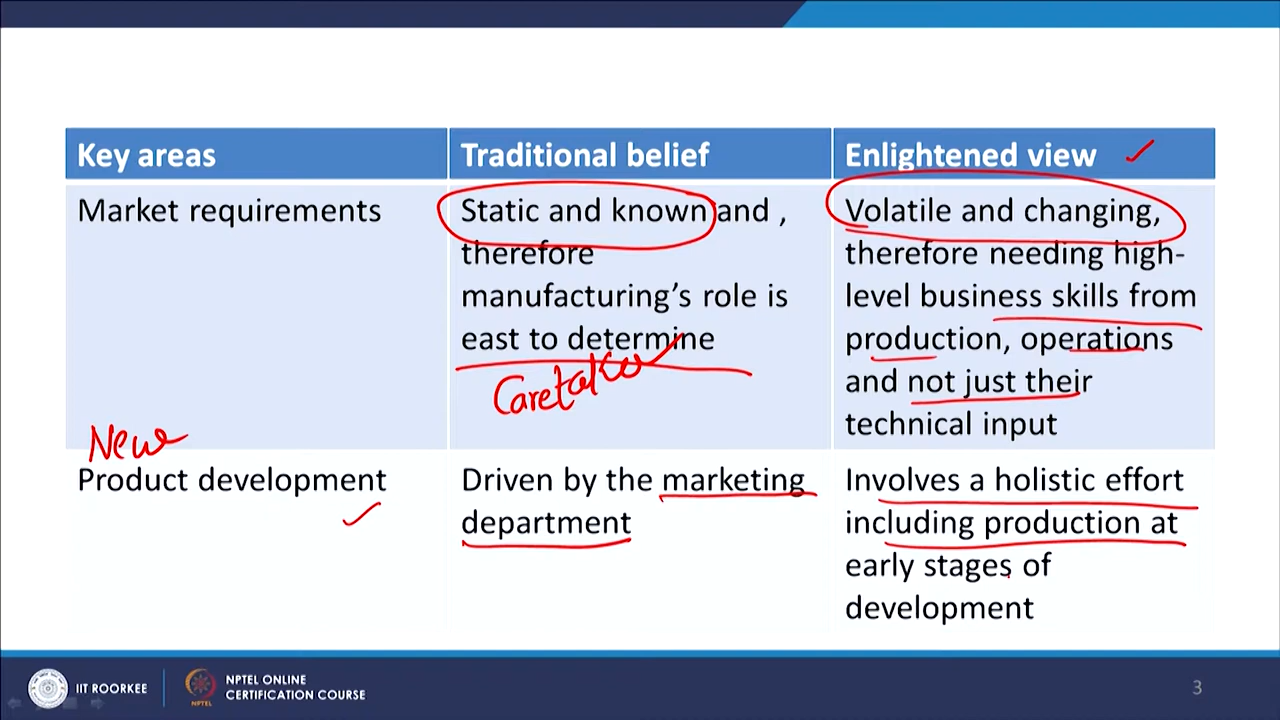 Key areas
Traditional belief
Enlightened view
Market requirements
Static and known and ,
therefore
manufacturing's role is
east to determine
Caretaker
Volatile and changing,
therefore needing high-
level business skills from
production, operations
and not just their
technical input
New
Product development
Driven by the marketing
department
Involves a holistic effort
including production at
early stages of
development
IIT ROORKEE
NPTEL
NPTEL ONLINE
CERTIFICATION COURSE
3